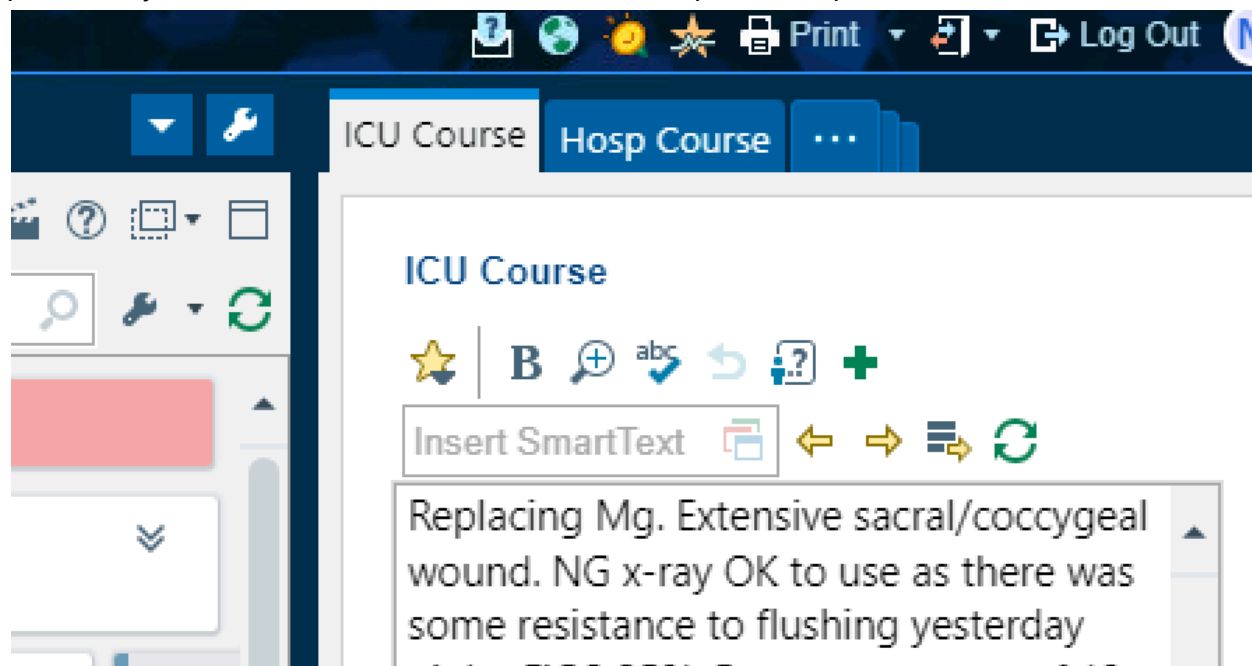 Print
Log Out
ICU Course
Hosp Course
...
ICU Course
B
abc
Insert SmartText
Replacing Mg. Extensive sacral/coccygeal
wound. NG x-ray OK to use as there was
some resistance to flushing yesterday